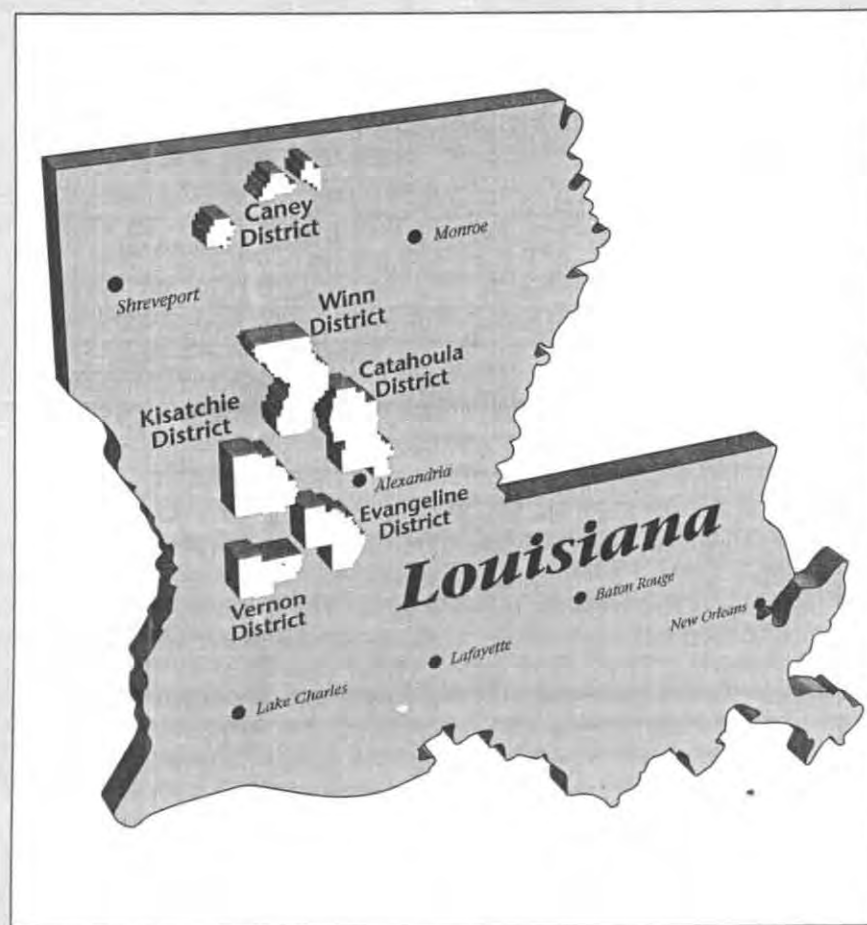 Caney
District
Monroe
Shreveport
Winn
District
Catahoula
District
Kisatchie
District
Alexandria
Evangeline
District
Louisiana
Vernon
District
Baton Rouge
New Orleans
Lafayette
Lake Charles